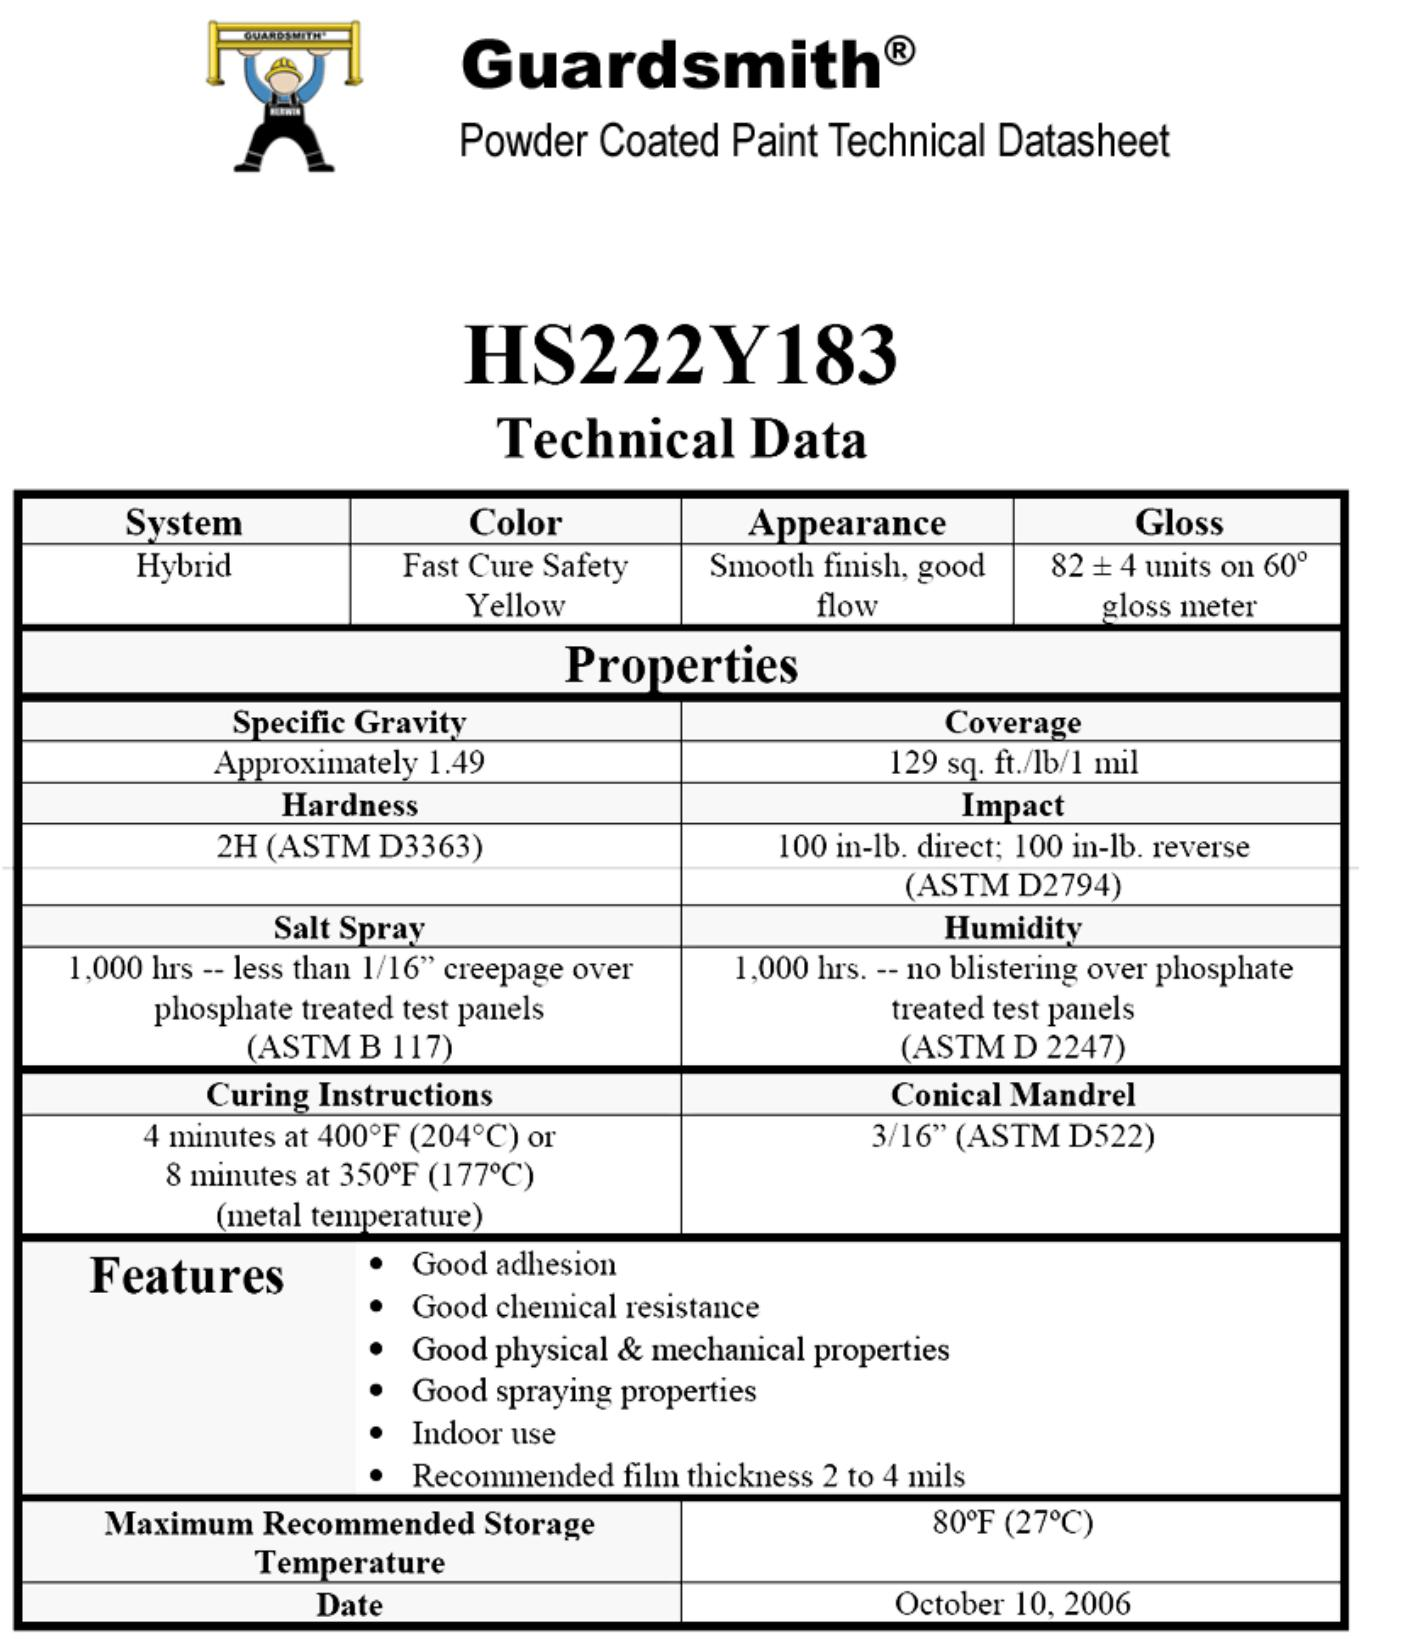 GUARDSMITH®
Guardsmith®
Powder Coated Paint Technical Datasheet
HS222Y183
Technical Data
System Color Appearance Gloss
Hybrid Fast Cure Safety Smooth finish, good 82 ± 4 units on 60º
Yellow flow gloss meter
Properties
Specific Gravity Coverage
Approximately 1.49 129 sq. ft./lb/1 mil
Hardness Impact
2H (ASTM D3363) 100 in-lb. direct; 100 in-lb. reverse
(ASTM D2794)
Salt Spray Humidity
1,000 hrs -- less than 1/16” creepage over 1,000 hrs. -- no blistering over phosphate
phosphate treated test panels treated test panels
(ASTM B 117) (ASTM D 2247)
Curing Instructions Conical Mandrel
4 minutes at 400°F (204°C) or 3/16” (ASTM D522)
8 minutes at 350ºF (177ºC)
(metal temperature)
Features
• Good adhesion
• Good chemical resistance
• Good physical & mechanical properties
• Good spraying properties
• Indoor use
• Recommended film thickness 2 to 4 mils
Maximum Recommended Storage 80ºF (27ºC)
Temperature
Date October 10, 2006